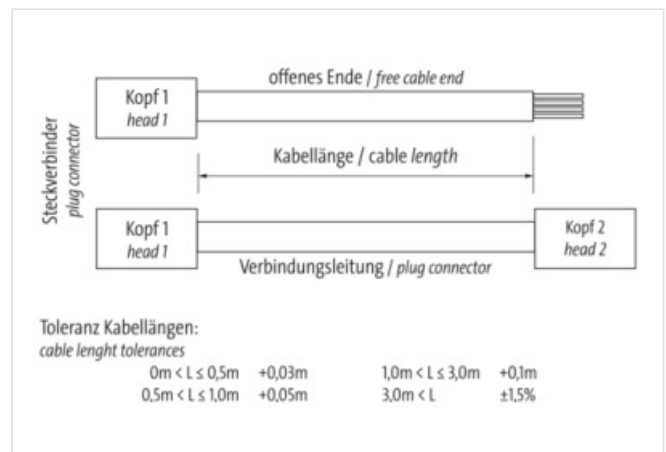 offenes Ende / free cable end
Kopf 1
head 1
Steckverbinder
plug connector
Kabellänge / cable length
Kopf 1
head 1
Kopf 2
head 2
Verbindungsleitung / plug connector
Toleranz Kabellängen:
cable lenght tolerances
0m < L ≤ 0,5m +0,03m 1,0m < L ≤ 3,0m +0,1m
0,5m < L ≤ 1,0m +0,05m 3,0m < L ±1,5%